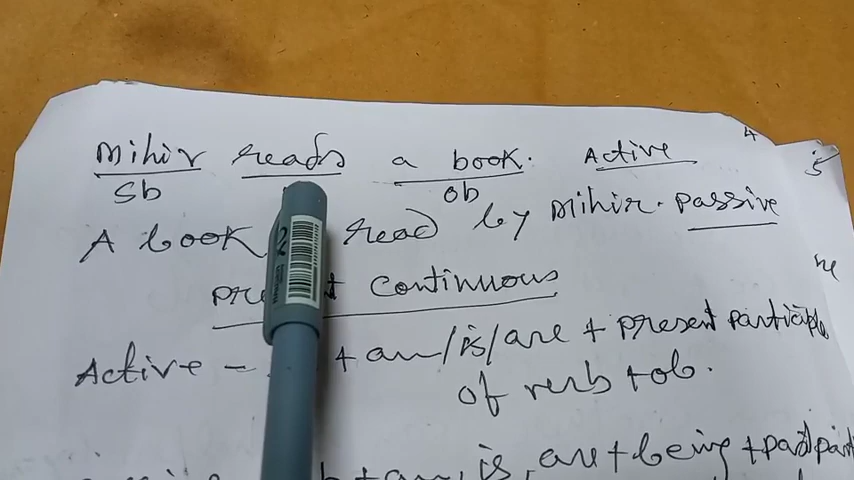 Mihir reads a book. Active
Sb ob
A book read by Mihir. passive
continuous
Active - + am/is/are + present participle
of verb + ob.
+ am, is, are + being + past